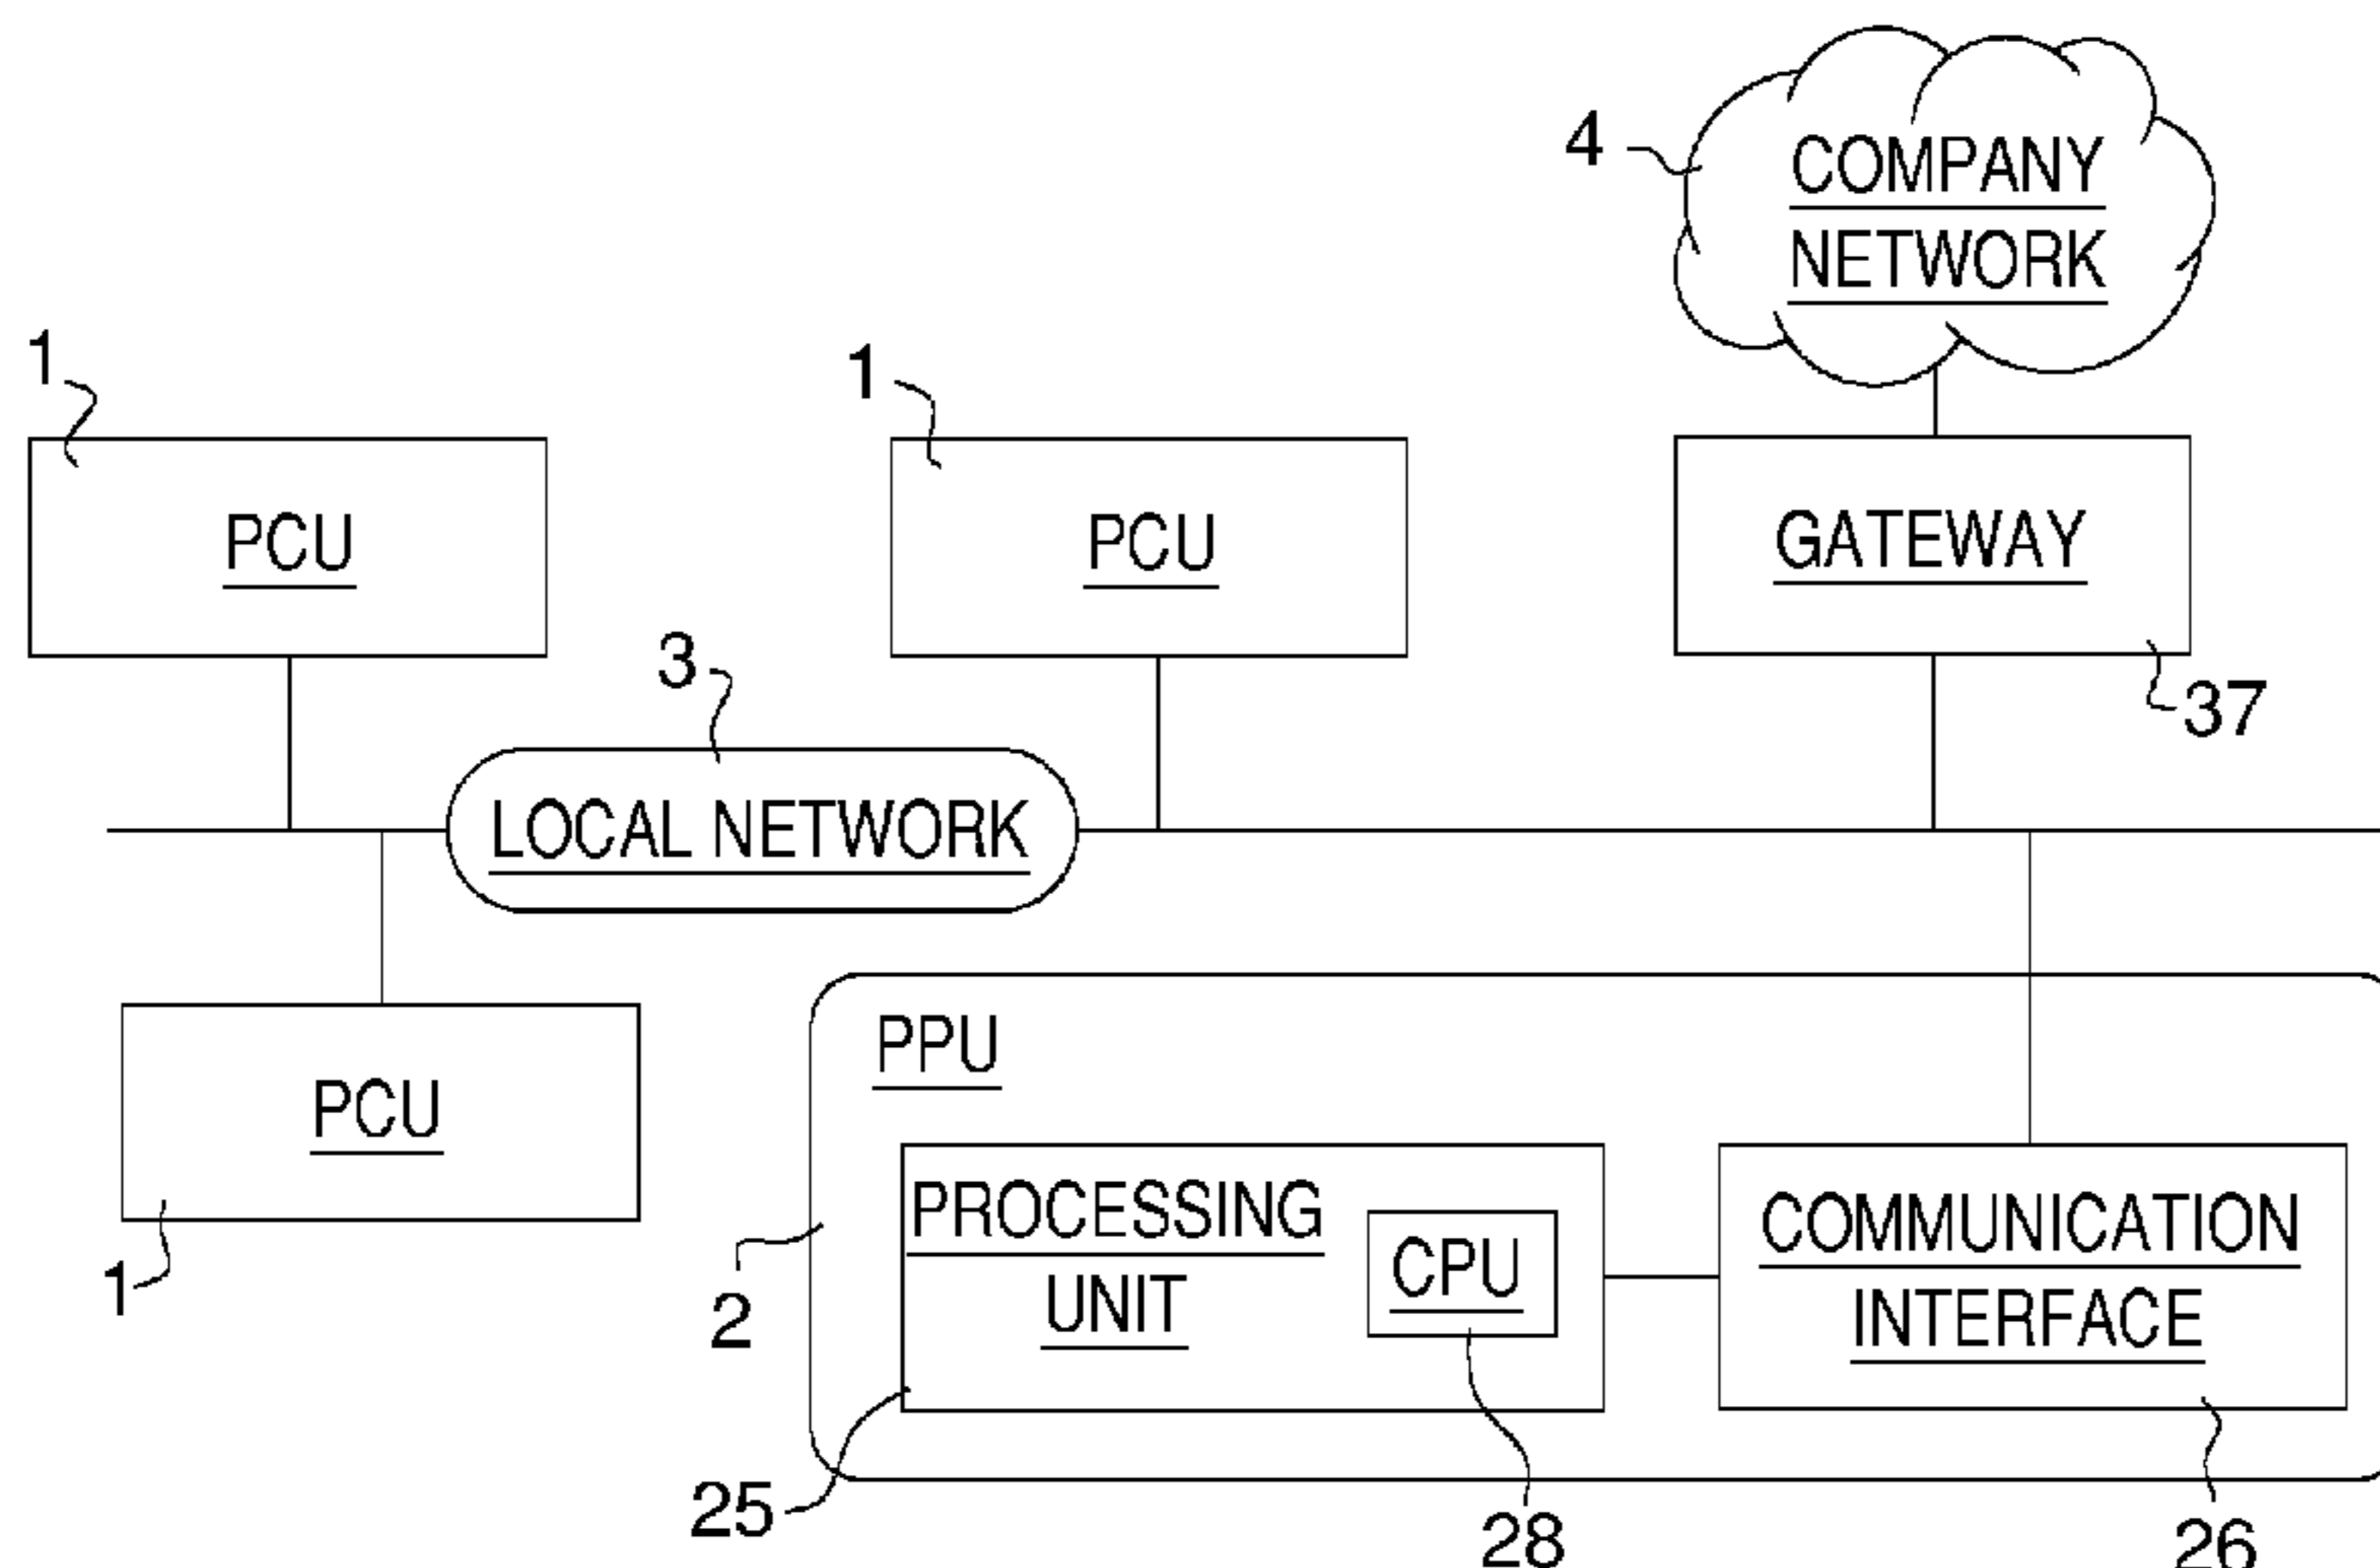 4
COMPANY
NETWORK
1
1
PCU
PCU
GATEWAY
3
37
LOCAL NETWORK
PPU
PCU
PROCESSING
UNIT
CPU
COMMUNICATION
INTERFACE
1
2
25
28
26